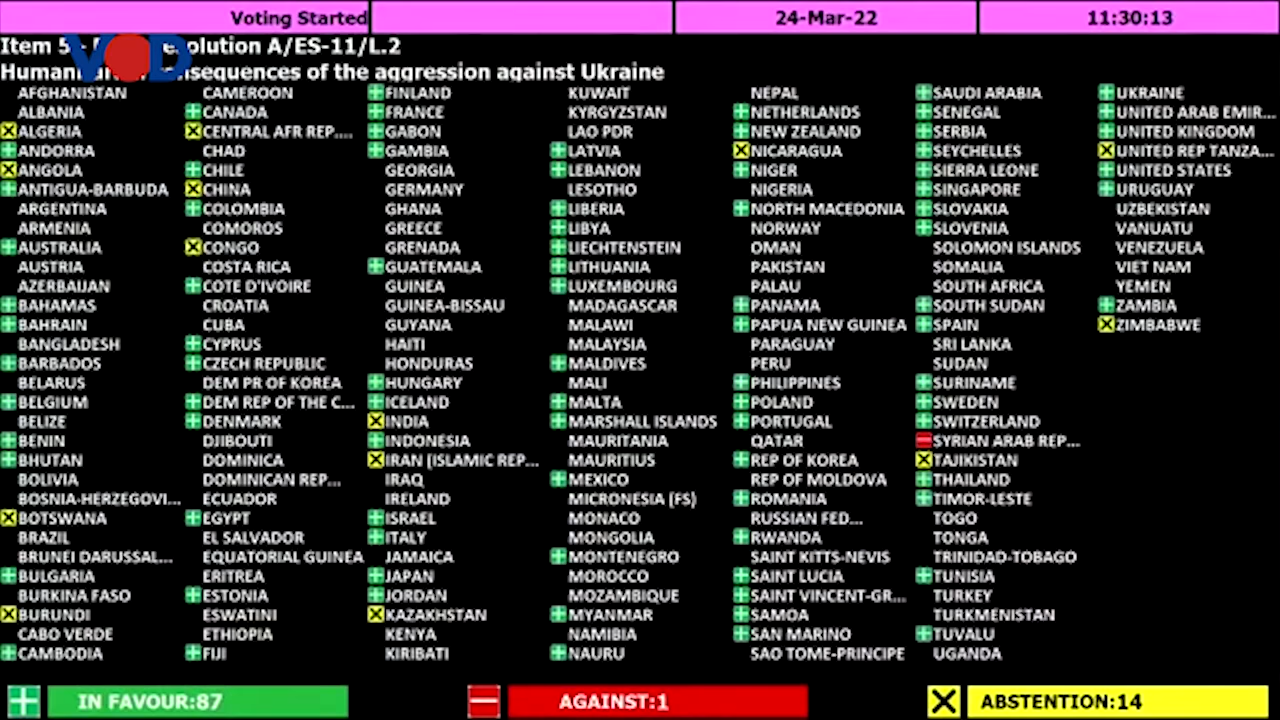 Voting Started 24-Mar-22 11:30:13
VOD
Item 5 olution A/ES-11/L.2
consequences of the aggression against Ukraine
AFGHANISTAN CAMEROON FINLAND KUWAIT NEPAL SAUDI ARABIA UKRAINE
ALBANIA CANADA FRANCE KYRGYZSTAN NETHERLANDS SENEGAL UNITED ARAB EMIR...
ALGERIA CENTRAL AFR REP.... GABON LAO PDR NEW ZEALAND SERBIA UNITED KINGDOM
ANDORRA CHAD GAMBIA LATVIA NICARAGUA SEYCHELLES UNITED REP TANZA...
ANGOLA CHILE GEORGIA LEBANON NIGER SIERRA LEONE UNITED STATES
ANTIGUA-BARBUDA CHINA GERMANY LESOTHO NIGERIA SINGAPORE URUGUAY
ARGENTINA COLOMBIA GHANA LIBERIA NORTH MACEDONIA SLOVAKIA UZBEKISTAN
ARMENIA COMOROS GREECE LIBYA NORWAY SLOVENIA VANUATU
AUSTRALIA CONGO GRENADA LIECHTENSTEIN OMAN SOLOMON ISLANDS VENEZUELA
AUSTRIA COSTA RICA GUATEMALA LITHUANIA PAKISTAN SOMALIA VIET NAM
AZERBAIJAN COTE D'IVOIRE GUINEA LUXEMBOURG PALAU SOUTH AFRICA YEMEN
BAHAMAS CROATIA GUINEA-BISSAU MADAGASCAR PANAMA SOUTH SUDAN ZAMBIA
BAHRAIN CUBA GUYANA MALAWI PAPUA NEW GUINEA SPAIN ZIMBABWE
BANGLADESH CYPRUS HAITI MALAYSIA PARAGUAY SRI LANKA
BARBADOS CZECH REPUBLIC HONDURAS MALDIVES PERU SUDAN
BELARUS DEM PR OF KOREA HUNGARY MALI PHILIPPINES SURINAME
BELGIUM DEM REP OF THE C... ICELAND MALTA POLAND SWEDEN
BELIZE DENMARK INDIA MARSHALL ISLANDS PORTUGAL SWITZERLAND
BENIN DJIBOUTI INDONESIA MAURITANIA QATAR SYRIAN ARAB REP...
BHUTAN DOMINICA IRAN (ISLAMIC REP... MAURITIUS REP OF KOREA TAJIKISTAN
BOLIVIA DOMINICAN REP... IRAQ MEXICO REP OF MOLDOVA THAILAND
BOSNIA-HERZEGOVI... ECUADOR IRELAND MICRONESIA (FS) ROMANIA TIMOR-LESTE
BOTSWANA EGYPT ISRAEL MONACO RUSSIAN FED... TOGO
BRAZIL EL SALVADOR ITALY MONGOLIA RWANDA TONGA
BRUNEI DARUSSAL... EQUATORIAL GUINEA JAMAICA MONTENEGRO SAINT KITTS-NEVIS TRINIDAD-TOBAGO
BULGARIA ERITREA JAPAN MOROCCO SAINT LUCIA TUNISIA
BURKINA FASO ESTONIA JORDAN MOZAMBIQUE SAINT VINCENT-GR... TURKEY
BURUNDI ESWATINI KAZAKHSTAN MYANMAR SAMOA TURKMENISTAN
CABO VERDE ETHIOPIA KENYA NAMIBIA SAN MARINO TUVALU
CAMBODIA FIJI KIRIBATI NAURU SAO TOME-PRINCIPE UGANDA
IN FAVOUR:87 AGAINST:1 ABSTENTION:14